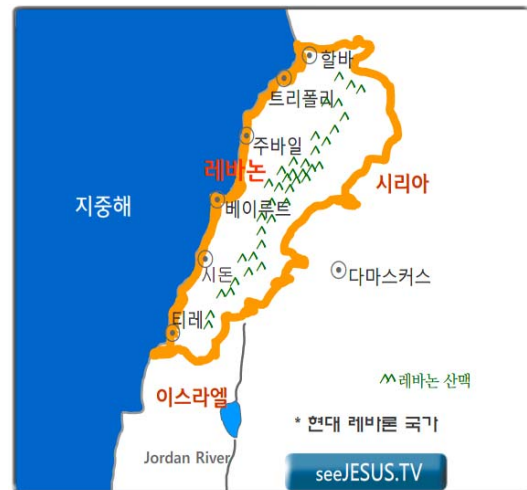 할바
트리폴리
주바일
레바논
시리아
지중해
베이루트
시돈
다마스커스
티레
레바논 산맥
이스라엘
* 현대 레바론 국가
Jordan River
seeJESUS.TV